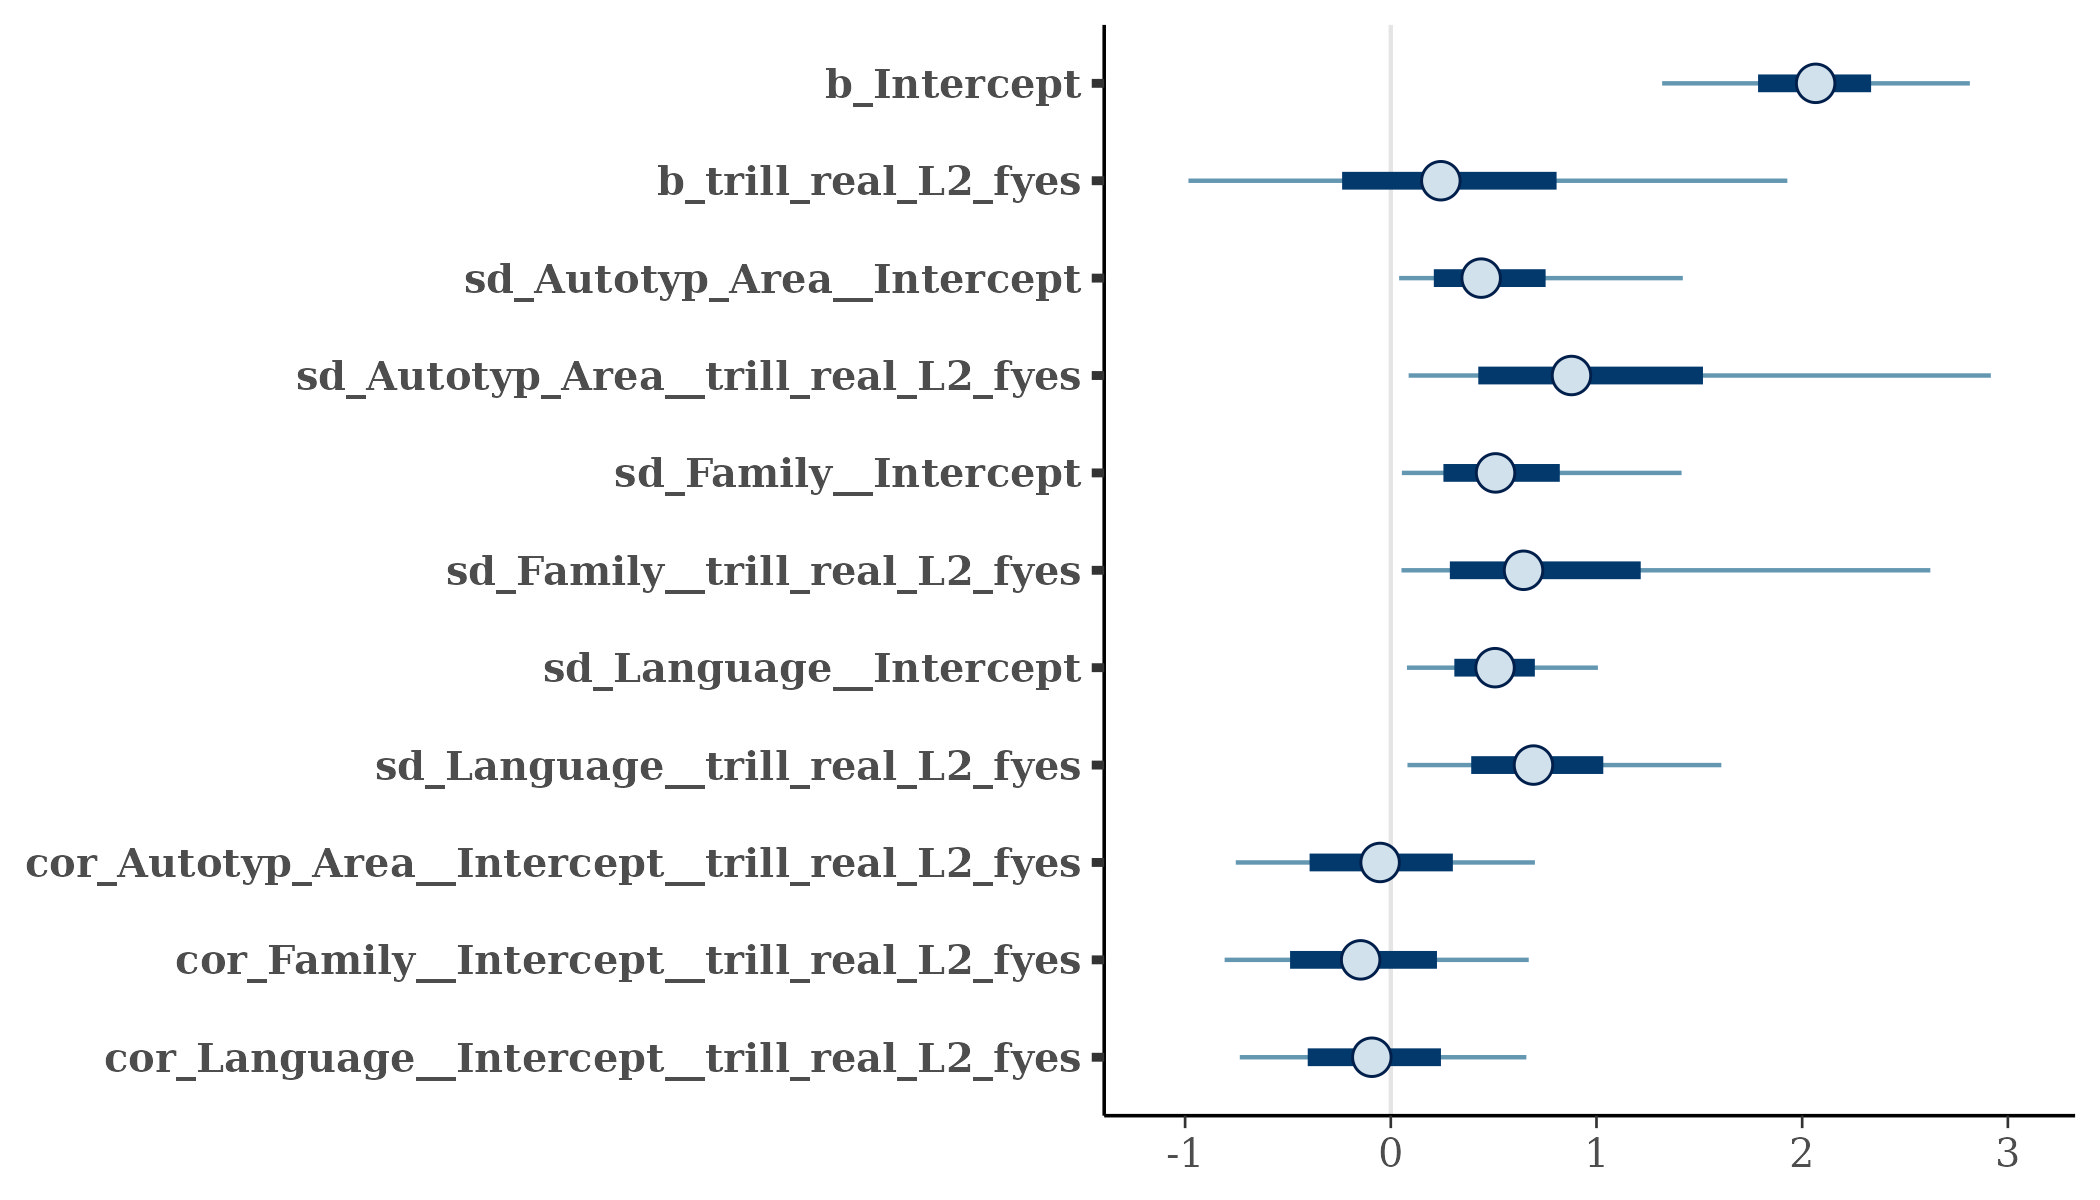 b_Intercept
b_trill_real_L2_fyes
sd_Autotyp_Area__Intercept
sd_Autotyp_Area__trill_real_L2_fyes
sd_Family__Intercept
sd_Family__trill_real_L2_fyes
sd_Language__Intercept
sd_Language__trill_real_L2_fyes
cor_Autotyp_Area__Intercept__trill_real_L2_fyes
cor_Family__Intercept__trill_real_L2_fyes
cor_Language__Intercept__trill_real_L2_fyes
-1 0 1 2 3